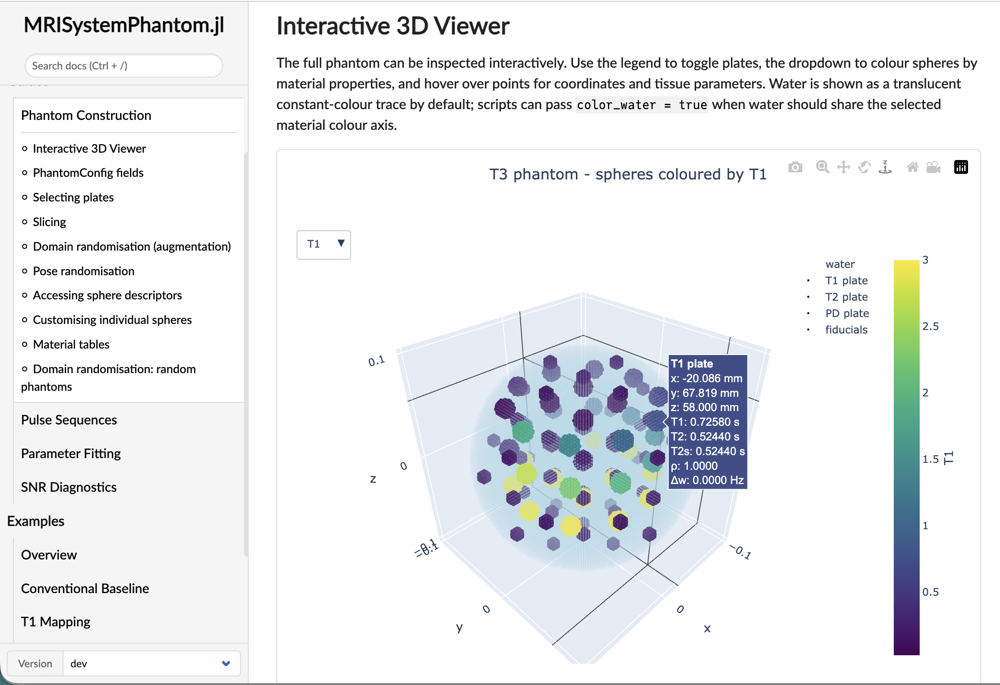 MRISystemPhantom.jl
Search docs (Ctrl + /)
Phantom Construction
Interactive 3D Viewer
PhantomConfig fields
Selecting plates
Slicing
Domain randomisation (augmentation)
Pose randomisation
Accessing sphere descriptors
Customising individual spheres
Material tables
Domain randomisation: random
phantoms
Pulse Sequences
Parameter Fitting
SNR Diagnostics
Examples
Overview
Conventional Baseline
T1 Mapping
Version dev
Interactive 3D Viewer
The full phantom can be inspected interactively. Use the legend to toggle plates, the dropdown to colour spheres by
material properties, and hover over points for coordinates and tissue parameters. Water is shown as a translucent
constant-colour trace by default; scripts can pass color_water = true when water should share the selected
material colour axis.
T3 phantom - spheres coloured by T1
z
T1 ▼
water
T1 plate
T2 plate
PD plate
fiducials
3
2.5
2
1.5
1
0.5
T1
T1 plate
x: -20.086 mm
y: 67.819 mm
z: 58.000 mm
T1: 0.72580 s
T2: 0.52440 s
T2s: 0.52440 s
ρ: 1.0000
Δw: 0.0000 Hz
0.1
0
z
−0.1
−0.1
0
y
−0.1
0
x